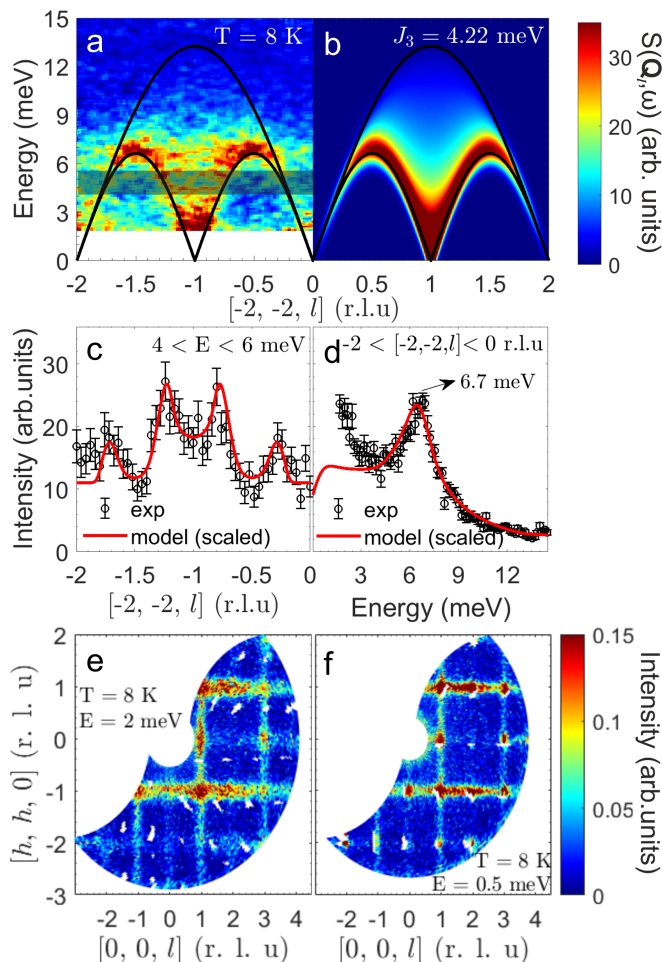 15
12
9
6
3
0
Energy (meV)
a
T = 8 K
b
J3 = 4.22 meV
-2 -1.5 -1 -0.5 0 0.5 1 1.5 2
[-2, -2, l] (r.l.u)
30
20
10
0
S(Q, ω) (arb. units)
30
20
10
0
Intensity (arb.units)
c
4 < E < 6 meV
exp
model (scaled)
-2 -1.5 -1 -0.5 0
[-2, -2, l] (r.l.u)
d
-2 < [-2,-2,l] < 0 r.l.u
6.7 meV
exp
model (scaled)
3 6 9 12
Energy (meV)
2
1
0
-1
-2
-3
[h, h, 0] (r. l. u)
e
T = 8 K
E = 2 meV
-2 -1 0 1 2 3 4
[0, 0, l] (r. l. u)
f
T = 8 K
E = 0.5 meV
-2 -1 0 1 2 3 4
[0, 0, l] (r. l. u)
0.15
0.10
0.05
0
Intensity (arb.units)